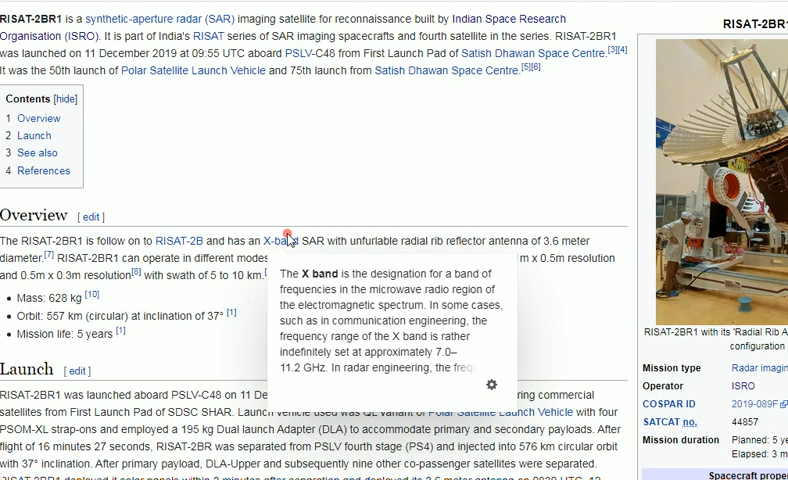 RISAT-2BR1 is a synthetic-aperture radar (SAR) imaging satellite for reconnaissance built by Indian Space Research
Organisation (ISRO). It is part of India's RISAT series of SAR imaging spacecrafts and fourth satellite in the series. RISAT-2BR1
was launched on 11 December 2019 at 09:55 UTC aboard PSLV-C48 from First Launch Pad of Satish Dhawan Space Centre.[3][4]
It was the 50th launch of Polar Satellite Launch Vehicle and 75th launch from Satish Dhawan Space Centre.[5][6]
Contents [hide]
1 Overview
2 Launch
3 See also
4 References
Overview [ edit ]
The RISAT-2BR1 is follow on to RISAT-2B and has an X-band SAR with unfurlable radial rib reflector antenna of 3.6 meter
diameter.[7] RISAT-2BR1 can operate in different modes m x 0.5m resolution
and 0.5m x 0.3m resolution[8] with swath of 5 to 10 km.
• Mass: 628 kg [10]
• Orbit: 557 km (circular) at inclination of 37° [1]
• Mission life: 5 years [1]
The X band is the designation for a band of
frequencies in the microwave radio region of
the electromagnetic spectrum. In some cases,
such as in communication engineering, the
frequency range of the X band is rather
indefinitely set at approximately 7.0–
11.2 GHz. In radar engineering, the freq
Launch [ edit ]
RISAT-2BR1 was launched aboard PSLV-C48 on 11 De ring commercial
satellites from First Launch Pad of SDSC SHAR. Launch vehicle used was QL variant of Polar Satellite Launch Vehicle with four
PSOM-XL strap-ons and employed a 195 kg Dual launch Adapter (DLA) to accommodate primary and secondary payloads. After
flight of 16 minutes 27 seconds, RISAT-2BR was separated from PSLV fourth stage (PS4) and injected into 576 km circular orbit
with 37° inclination. After primary payload, DLA-Upper and subsequently nine other co-passenger satellites were separated.
RISAT-2BR1
RISAT-2BR1 with its 'Radial Rib A
configuration
Mission type Radar imagin
Operator ISRO
COSPAR ID 2019-089F
SATCAT no. 44857
Mission duration Planned: 5 ye
Elapsed: 3 m
Spacecraft proper